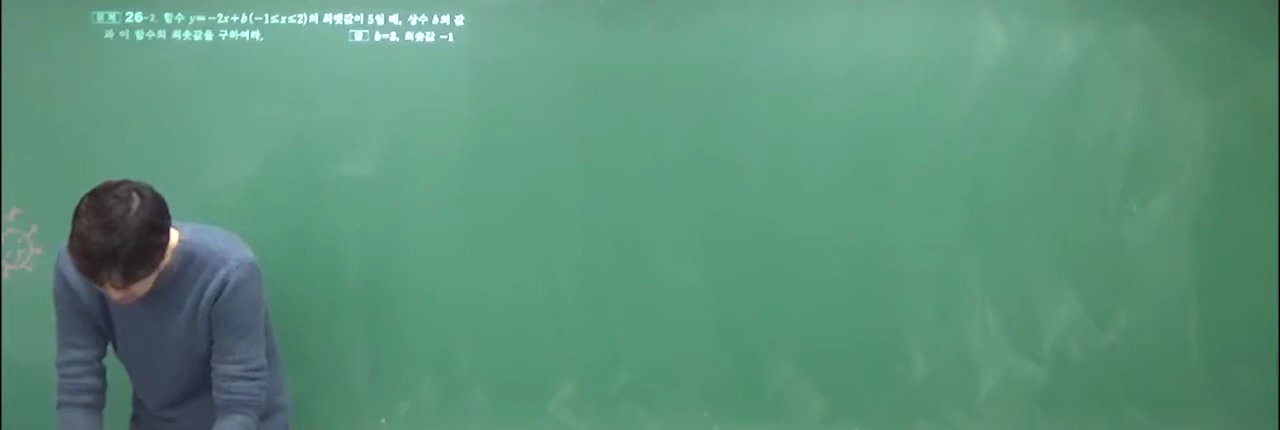 유제 26-2. 함수 y=-2x+b(-1≤x≤2)의 최댓값이 5일 때, 상수 b의 값
과 이 함수의 최솟값을 구하여라. 답 b=3, 최솟값 -1